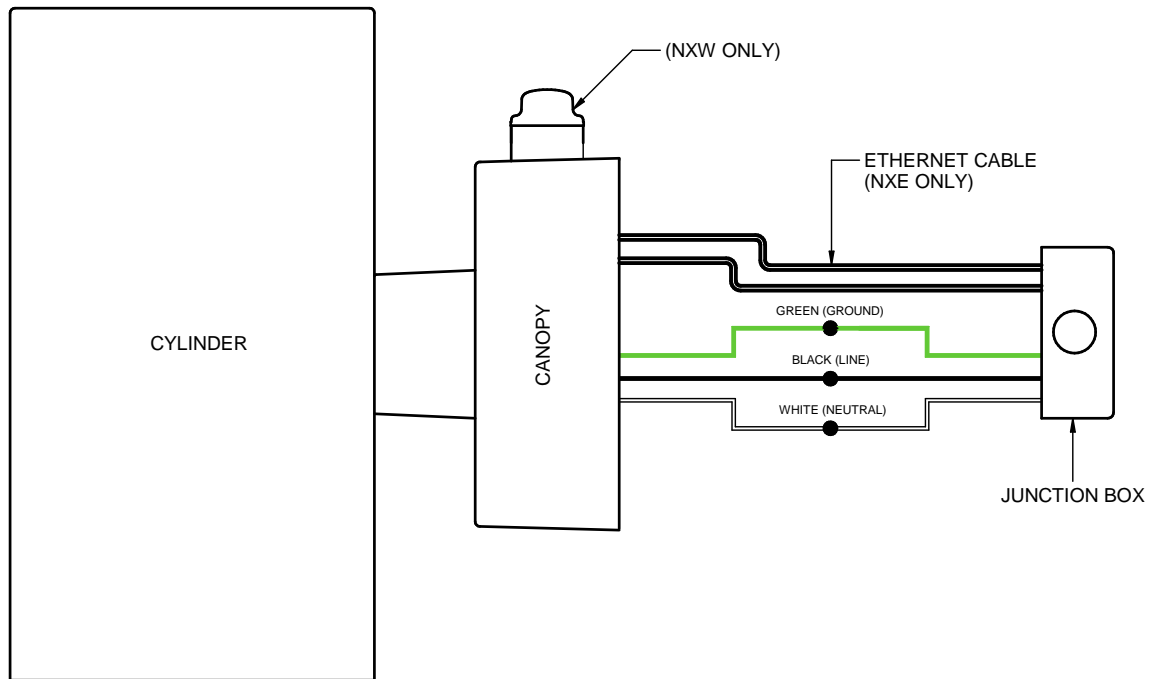 (NXW ONLY)
ETHERNET CABLE
(NXE ONLY)
GREEN (GROUND)
CYLINDER
CANOPY
BLACK (LINE)
WHITE (NEUTRAL)
JUNCTION BOX